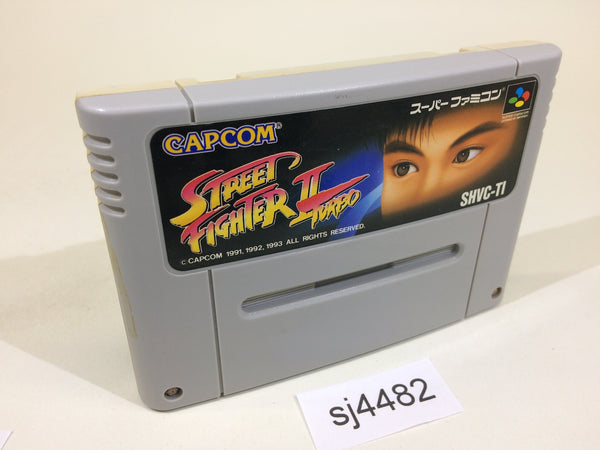 CAPCOM®
スーパーファミコン
STREET
FIGHTER II
TURBO
SHVC-TI
© CAPCOM 1991, 1992, 1993 ALL RIGHTS RESERVED.
sj4482